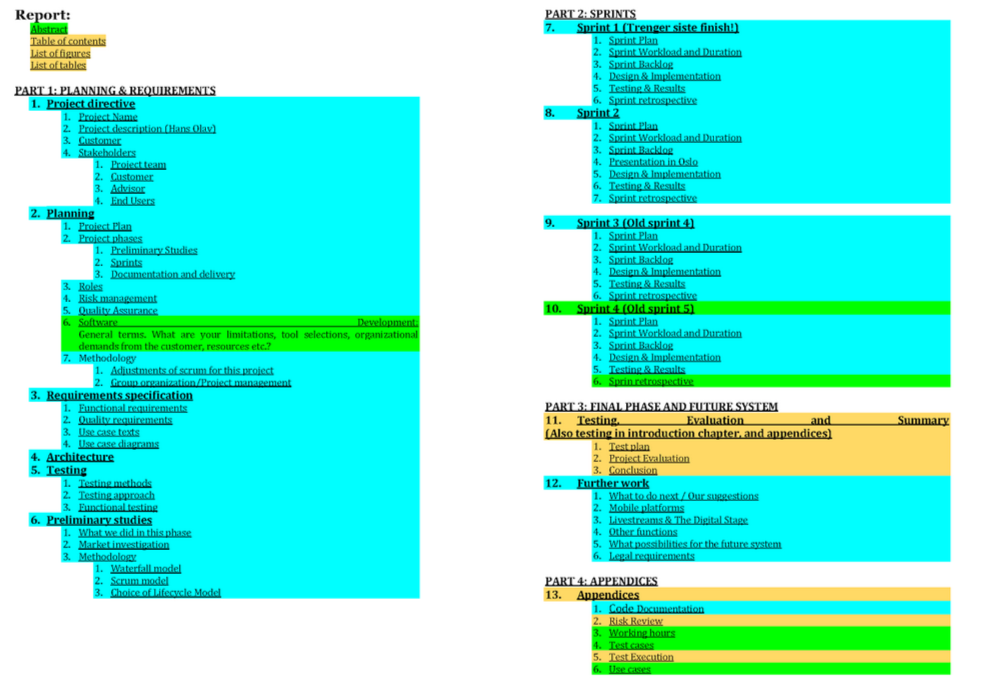 Report:
Abstract
Table of contents
List of figures
List of tables
PART 1: PLANNING & REQUIREMENTS
1. Project directive
1. Project Name
2. Project description (Hans Olav)
3. Customer
4. Stakeholders
1. Project team
2. Customer
3. Advisor
4. End Users
2. Planning
1. Project Plan
2. Project phases
1. Preliminary Studies
2. Sprints
3. Documentation and delivery
3. Roles
4. Risk management
5. Quality Assurance
6. Software Development:
General terms. What are your limitations, tool selections, organizational
demands from the customer, resources etc.?
7. Methodology
1. Adjustments of scrum for this project
2. Group organization/Project management
3. Requirements specification
1. Functional requirements
2. Quality requirements
3. Use case texts
4. Use case diagrams
4. Architecture
5. Testing
1. Testing methods
2. Testing approach
3. Functional testing
6. Preliminary studies
1. What we did in this phase
2. Market investigation
3. Methodology
1. Waterfall model
2. Scrum model
3. Choice of Lifecycle Model
PART 2: SPRINTS
7. Sprint 1 (Trenger siste finish!)
1. Sprint Plan
2. Sprint Workload and Duration
3. Sprint Backlog
4. Design & Implementation
5. Testing & Results
6. Sprint retrospective
8. Sprint 2
1. Sprint Plan
2. Sprint Workload and Duration
3. Sprint Backlog
4. Presentation in Oslo
5. Design & Implementation
6. Testing & Results
7. Sprint retrospective
9. Sprint 3 (Old sprint 4)
1. Sprint Plan
2. Sprint Workload and Duration
3. Sprint Backlog
4. Design & Implementation
5. Testing & Results
6. Sprint retrospective
10. Sprint 4 (Old sprint 5)
1. Sprint Plan
2. Sprint Workload and Duration
3. Sprint Backlog
4. Design & Implementation
5. Testing & Results
6. Sprin retrospective
PART 3: FINAL PHASE AND FUTURE SYSTEM
11. Testing, Evaluation and Summary
(Also testing in introduction chapter, and appendices)
1. Test plan
2. Project Evaluation
3. Conclusion
12. Further work
1. What to do next / Our suggestions
2. Mobile platforms
3. Livestreams & The Digital Stage
4. Other functions
5. What possibilities for the future system
6. Legal requirements
PART 4: APPENDICES
13. Appendices
1. Code Documentation
2. Risk Review
3. Working hours
4. Test cases
5. Test Execution
6. Use cases